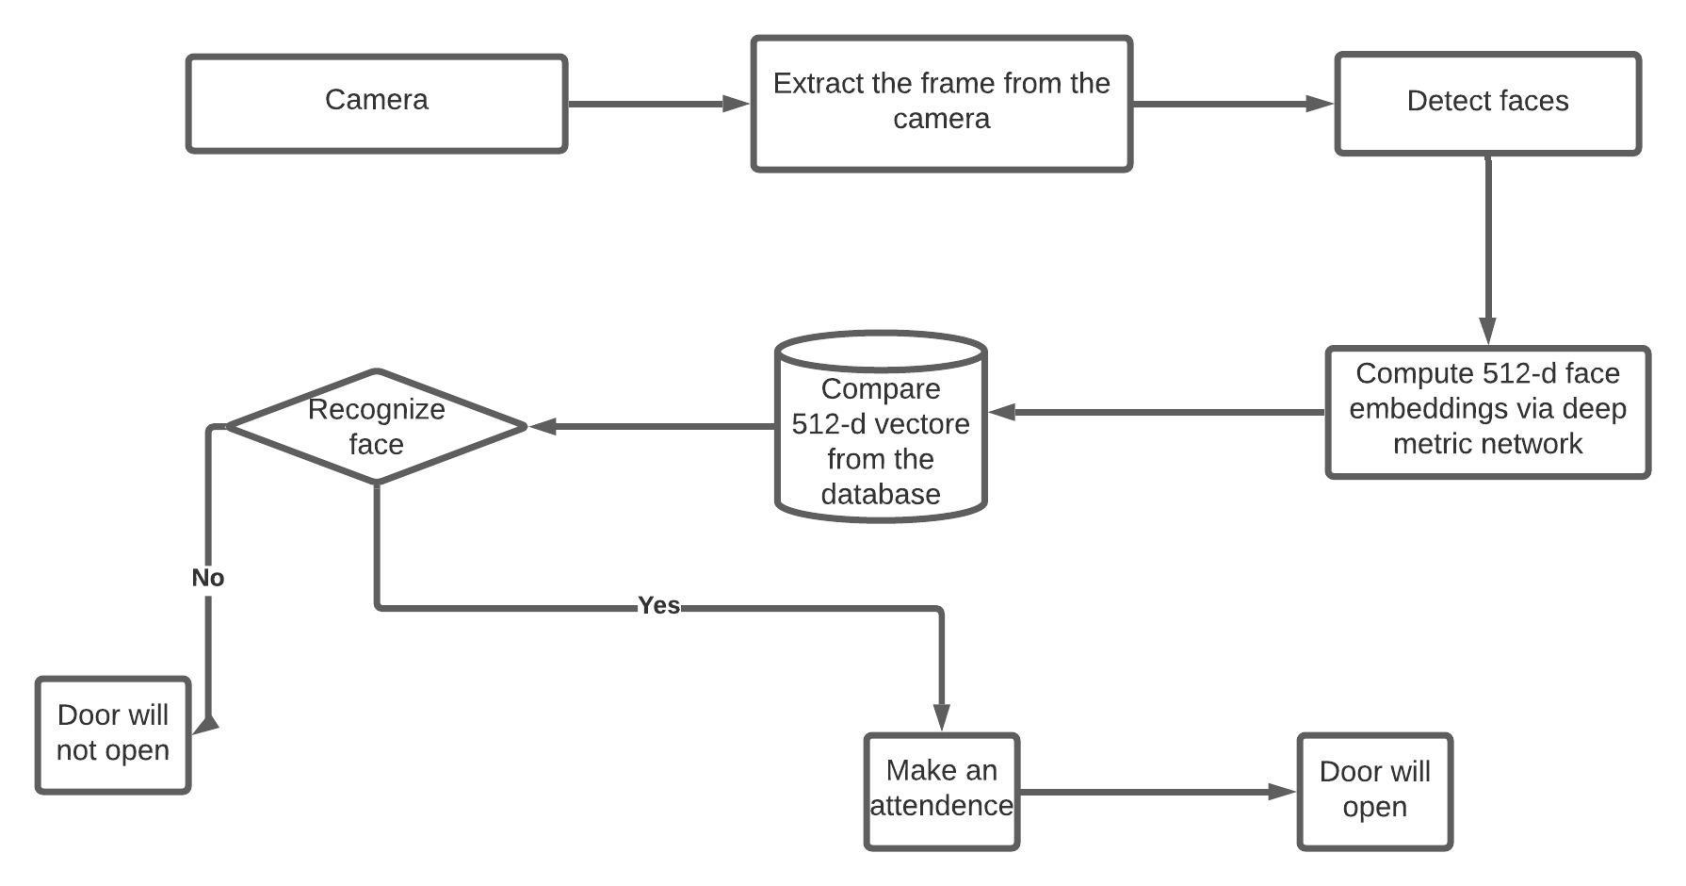 Camera
Extract the frame from the
camera
Detect faces
Compute 512-d face
embeddings via deep
metric network
Compare
512-d vectore
from the
database
Recognize
face
No
Yes
Door will
not open
Make an
attendence
Door will
open